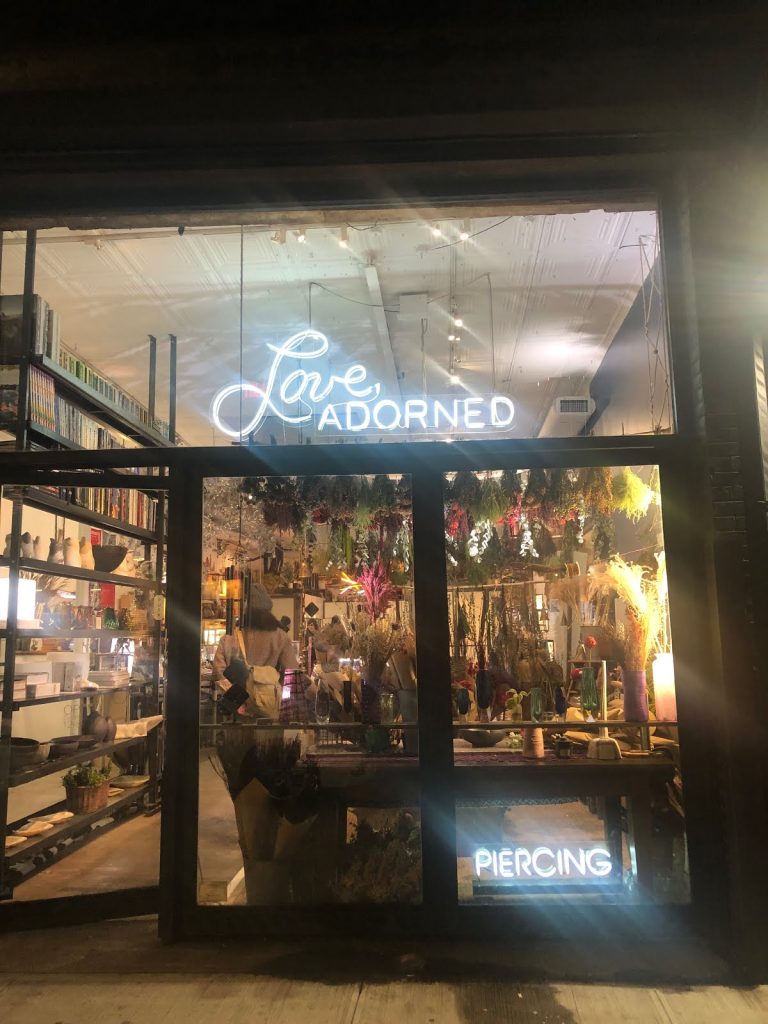 Love,
ADORNED
PIERCING